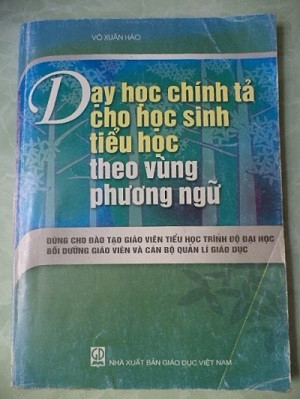 VÕ XUÂN HÀO
Dạy học chính tả
cho học sinh
tiểu học
theo vùng
phương ngữ
DÙNG CHO ĐÀO TẠO GIÁO VIÊN TIỂU HỌC TRÌNH ĐỘ ĐẠI HỌC
BỒI DƯỠNG GIÁO VIÊN VÀ CÁN BỘ QUẢN LÍ GIÁO DỤC
GD
NHÀ XUẤT BẢN GIÁO DỤC VIỆT NAM